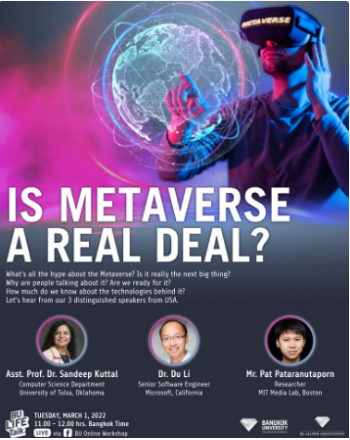 METAVERSE
IS METAVERSE
A REAL DEAL?
What's all the hype about the Metaverse? Is it really the next big thing?
Why are people talking about it? Are we ready for it?
How much do we know about the technologies behind it?
Let's hear from our 3 distinguished speakers from USA.
Asst. Prof. Dr. Sandeep Kuttal
Computer Science Department
University of Tulsa, Oklahoma
Dr. Du Li
Senior Software Engineer
Microsoft, California
Mr. Pat Pataranutaporn
Researcher
MIT Media Lab, Boston
BU
LIFE
Talk
TUESDAY, MARCH 1, 2022
11.00 - 12.00 hrs. Bangkok Time
LIVE via f BU Online Workshop
BANGKOK
UNIVERSITY